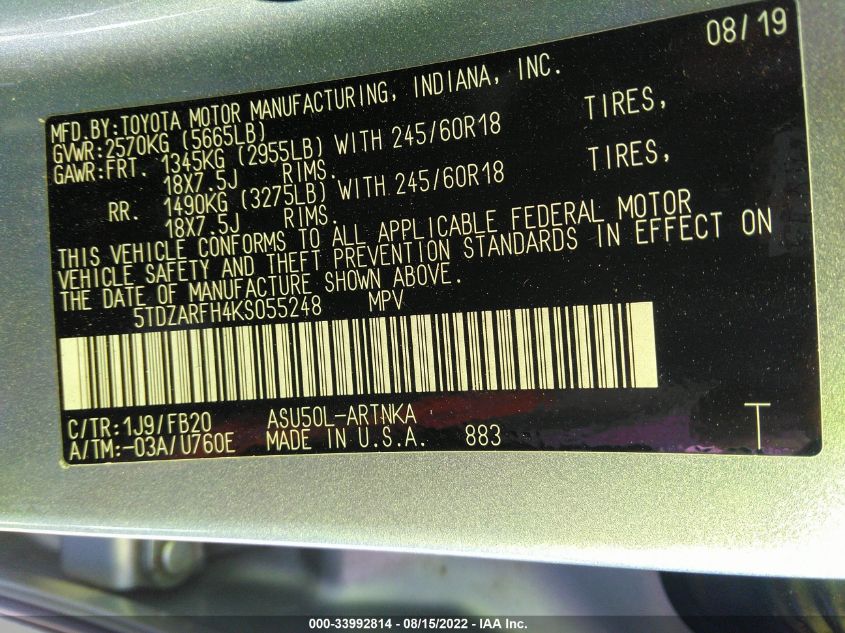 08/19
MFD.BY:TOYOTA MOTOR MANUFACTURING, INDIANA, INC.
GVWR:2570KG (5665LB)
GAWR:FRT. 1345KG (2955LB) WITH 245/60R18 TIRES,
18X7.5J RIMS.
RR. 1490KG (3275LB) WITH 245/60R18 TIRES,
18X7.5J RIMS.
THIS VEHICLE CONFORMS TO ALL APPLICABLE FEDERAL MOTOR
VEHICLE SAFETY AND THEFT PREVENTION STANDARDS IN EFFECT ON
THE DATE OF MANUFACTURE SHOWN ABOVE.
5TDZARFH4KS055248 MPV
C/TR:1J9/FB20 ASU50L-ARTNKA
A/TM:-03A/U760E MADE IN U.S.A. 883
T
000-33992814 - 08/15/2022 - IAA Inc.